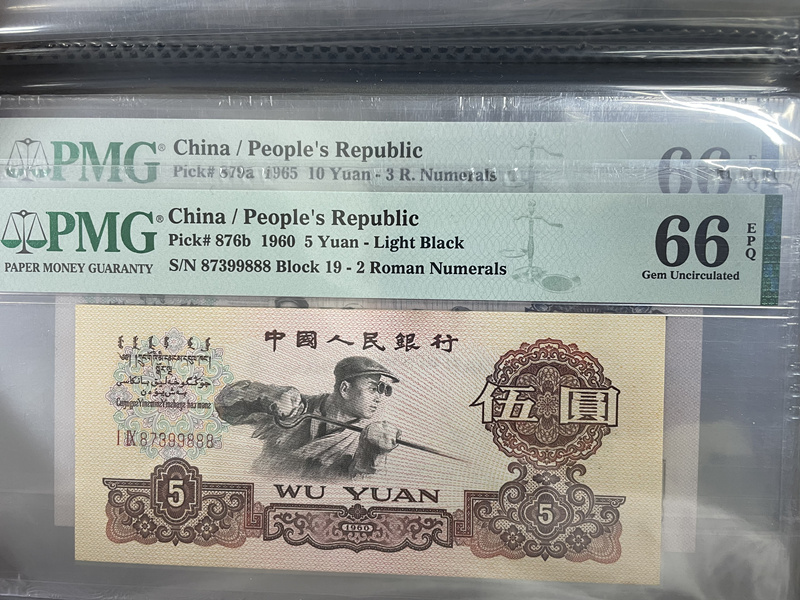 PMG®
China / People's Republic
Pick# 879a 1965 10 Yuan - 3 R. Numerals
66
PMG®
PAPER MONEY GUARANTY
China / People's Republic
Pick# 876b 1960 5 Yuan - Light Black
S/N 87399888 Block 19 - 2 Roman Numerals
66
EPQ
Gem Uncirculated
中國人民銀行
I IX 87399888
伍圓
WU YUAN
5
1960
5